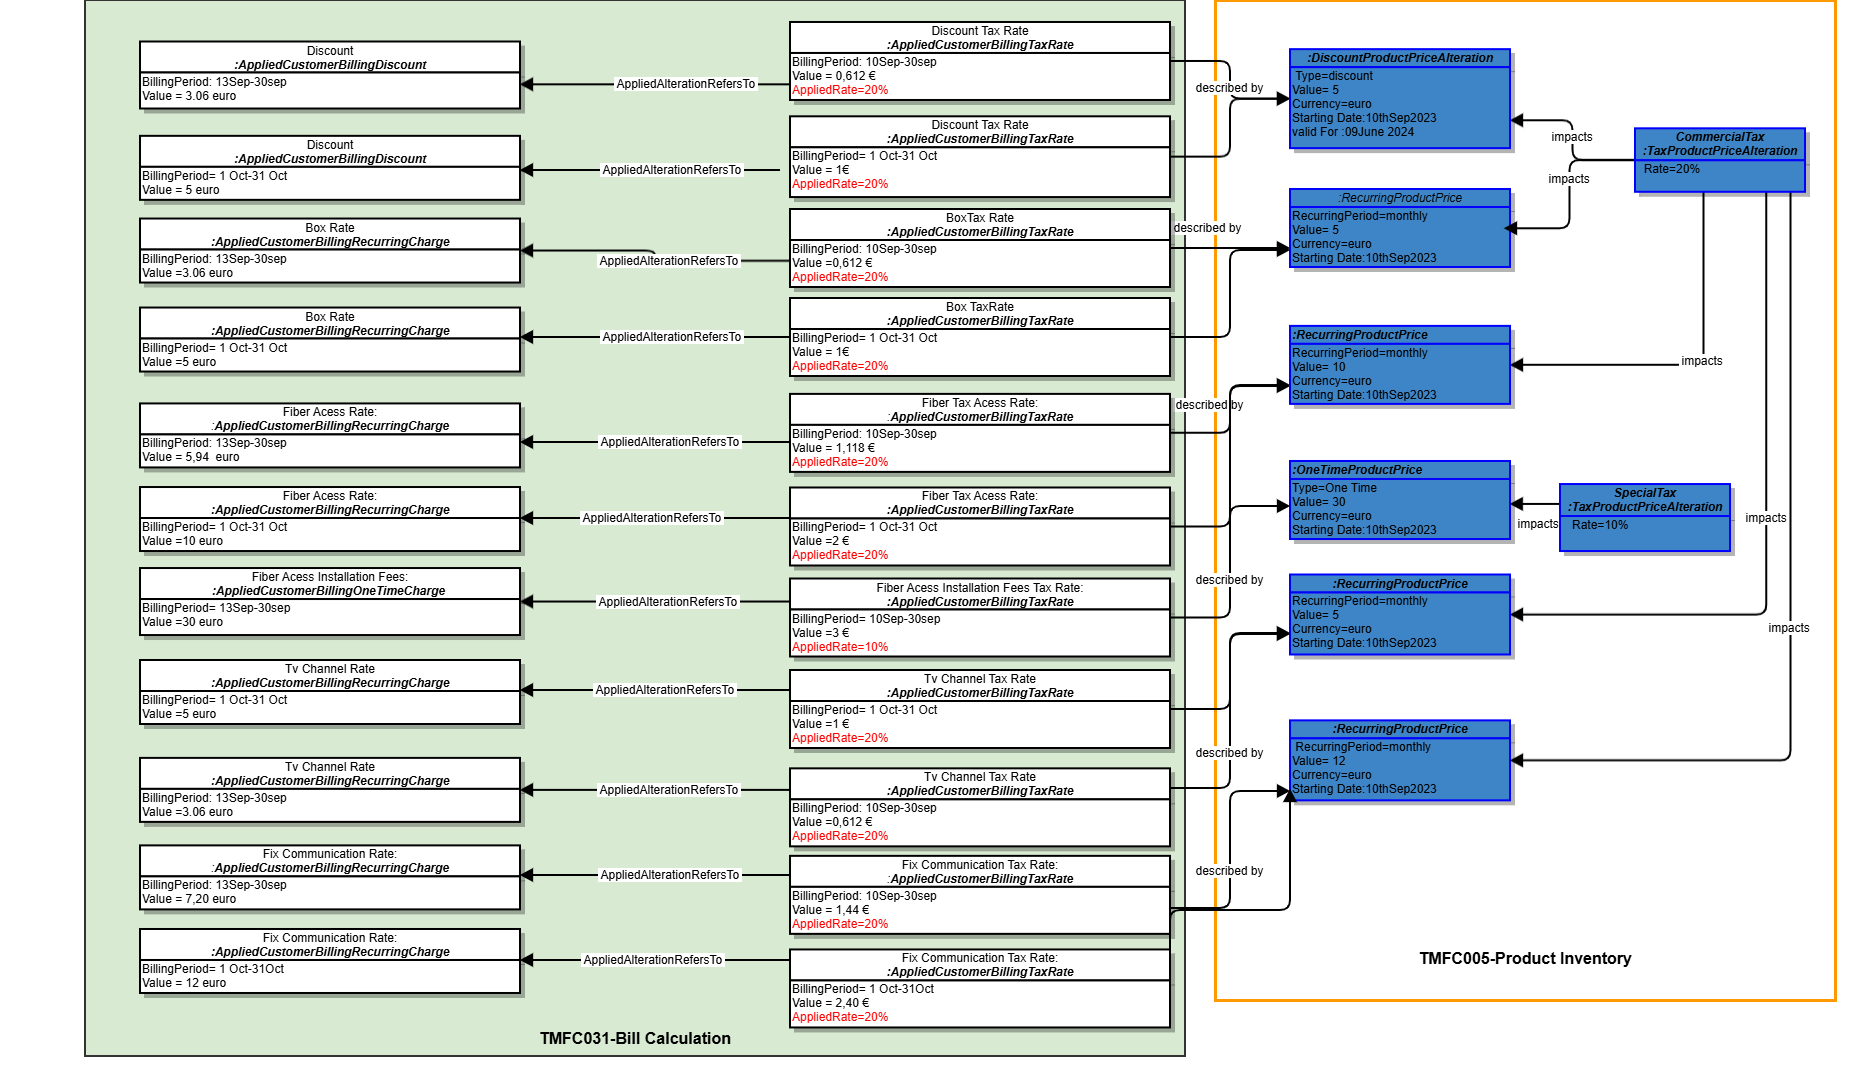 Discount
:AppliedCustomerBillingDiscount
BillingPeriod: 13Sep-30sep
Value = 3.06 euro
Discount
:AppliedCustomerBillingDiscount
BillingPeriod= 1 Oct-31 Oct
Value = 5 euro
Box Rate
:AppliedCustomerBillingRecurringCharge
BillingPeriod: 13Sep-30sep
Value =3.06 euro
Box Rate
:AppliedCustomerBillingRecurringCharge
BillingPeriod= 1 Oct-31 Oct
Value =5 euro
Fiber Acess Rate:
:AppliedCustomerBillingRecurringCharge
BillingPeriod: 13Sep-30sep
Value = 5,94  euro
Fiber Acess Rate:
:AppliedCustomerBillingRecurringCharge
BillingPeriod= 1 Oct-31 Oct
Value =10 euro
Fiber Acess Installation Fees:
:AppliedCustomerBillingOneTimeCharge
BillingPeriod= 13Sep-30sep
Value =30 euro
Tv Channel Rate
:AppliedCustomerBillingRecurringCharge
BillingPeriod= 1 Oct-31 Oct
Value =5 euro
Tv Channel Rate
:AppliedCustomerBillingRecurringCharge
BillingPeriod: 13Sep-30sep
Value =3.06 euro
Fix Communication Rate:
:AppliedCustomerBillingRecurringCharge
BillingPeriod: 13Sep-30sep
Value = 7,20 euro
Fix Communication Rate:
:AppliedCustomerBillingRecurringCharge
BillingPeriod= 1 Oct-31Oct
Value = 12 euro
AppliedAlterationRefersTo
AppliedAlterationRefersTo
AppliedAlterationRefersTo
AppliedAlterationRefersTo
AppliedAlterationRefersTo
AppliedAlterationRefersTo
AppliedAlterationRefersTo
AppliedAlterationRefersTo
AppliedAlterationRefersTo
AppliedAlterationRefersTo
AppliedAlterationRefersTo
Discount Tax Rate
:AppliedCustomerBillingTaxRate
BillingPeriod: 10Sep-30sep
Value = 0,612 €
AppliedRate=20%
Discount Tax Rate
:AppliedCustomerBillingTaxRate
BillingPeriod= 1 Oct-31 Oct
Value = 1€
AppliedRate=20%
BoxTax Rate
:AppliedCustomerBillingTaxRate
BillingPeriod: 10Sep-30sep
Value =0,612 €
AppliedRate=20%
Box TaxRate
:AppliedCustomerBillingTaxRate
BillingPeriod= 1 Oct-31 Oct
Value = 1€
AppliedRate=20%
Fiber Tax Acess Rate:
:AppliedCustomerBillingTaxRate
BillingPeriod: 10Sep-30sep
Value = 1,118 €
AppliedRate=20%
Fiber Tax Acess Rate:
:AppliedCustomerBillingTaxRate
BillingPeriod= 1 Oct-31 Oct
Value =2 €
AppliedRate=20%
Fiber Acess Installation Fees Tax Rate:
:AppliedCustomerBillingTaxRate
BillingPeriod= 10Sep-30sep
Value =3 €
AppliedRate=10%
Tv Channel Tax Rate
:AppliedCustomerBillingTaxRate
BillingPeriod= 1 Oct-31 Oct
Value =1 €
AppliedRate=20%
Tv Channel Tax Rate
:AppliedCustomerBillingTaxRate
BillingPeriod: 10Sep-30sep
Value =0,612 €
AppliedRate=20%
Fix Communication Tax Rate:
:AppliedCustomerBillingTaxRate
BillingPeriod: 10Sep-30sep
Value = 1,44 €
AppliedRate=20%
Fix Communication Tax Rate:
:AppliedCustomerBillingTaxRate
BillingPeriod= 1 Oct-31Oct
Value = 2,40 €
AppliedRate=20%
TMFC031-Bill Calculation
described by
described by
described by
described by
described by
described by
:DiscountProductPriceAlteration
Type=discount
Value= 5
Currency=euro
Starting Date:10thSep2023
valid For :09June 2024
:RecurringProductPrice
RecurringPeriod=monthly
Value= 5
Currency=euro
Starting Date:10thSep2023
:RecurringProductPrice
RecurringPeriod=monthly
Value= 10
Currency=euro
Starting Date:10thSep2023
:OneTimeProductPrice
Type=One Time
Value= 30
Currency=euro
Starting Date:10thSep2023
:RecurringProductPrice
RecurringPeriod=monthly
Value= 5
Currency=euro
Starting Date:10thSep2023
:RecurringProductPrice
RecurringPeriod=monthly
Value= 12
Currency=euro
Starting Date:10thSep2023
impacts
impacts
impacts
impacts
impacts
impacts
CommercialTax
:TaxProductPriceAlteration
Rate=20%
SpecialTax
:TaxProductPriceAlteration
Rate=10%
TMFC005-Product Inventory